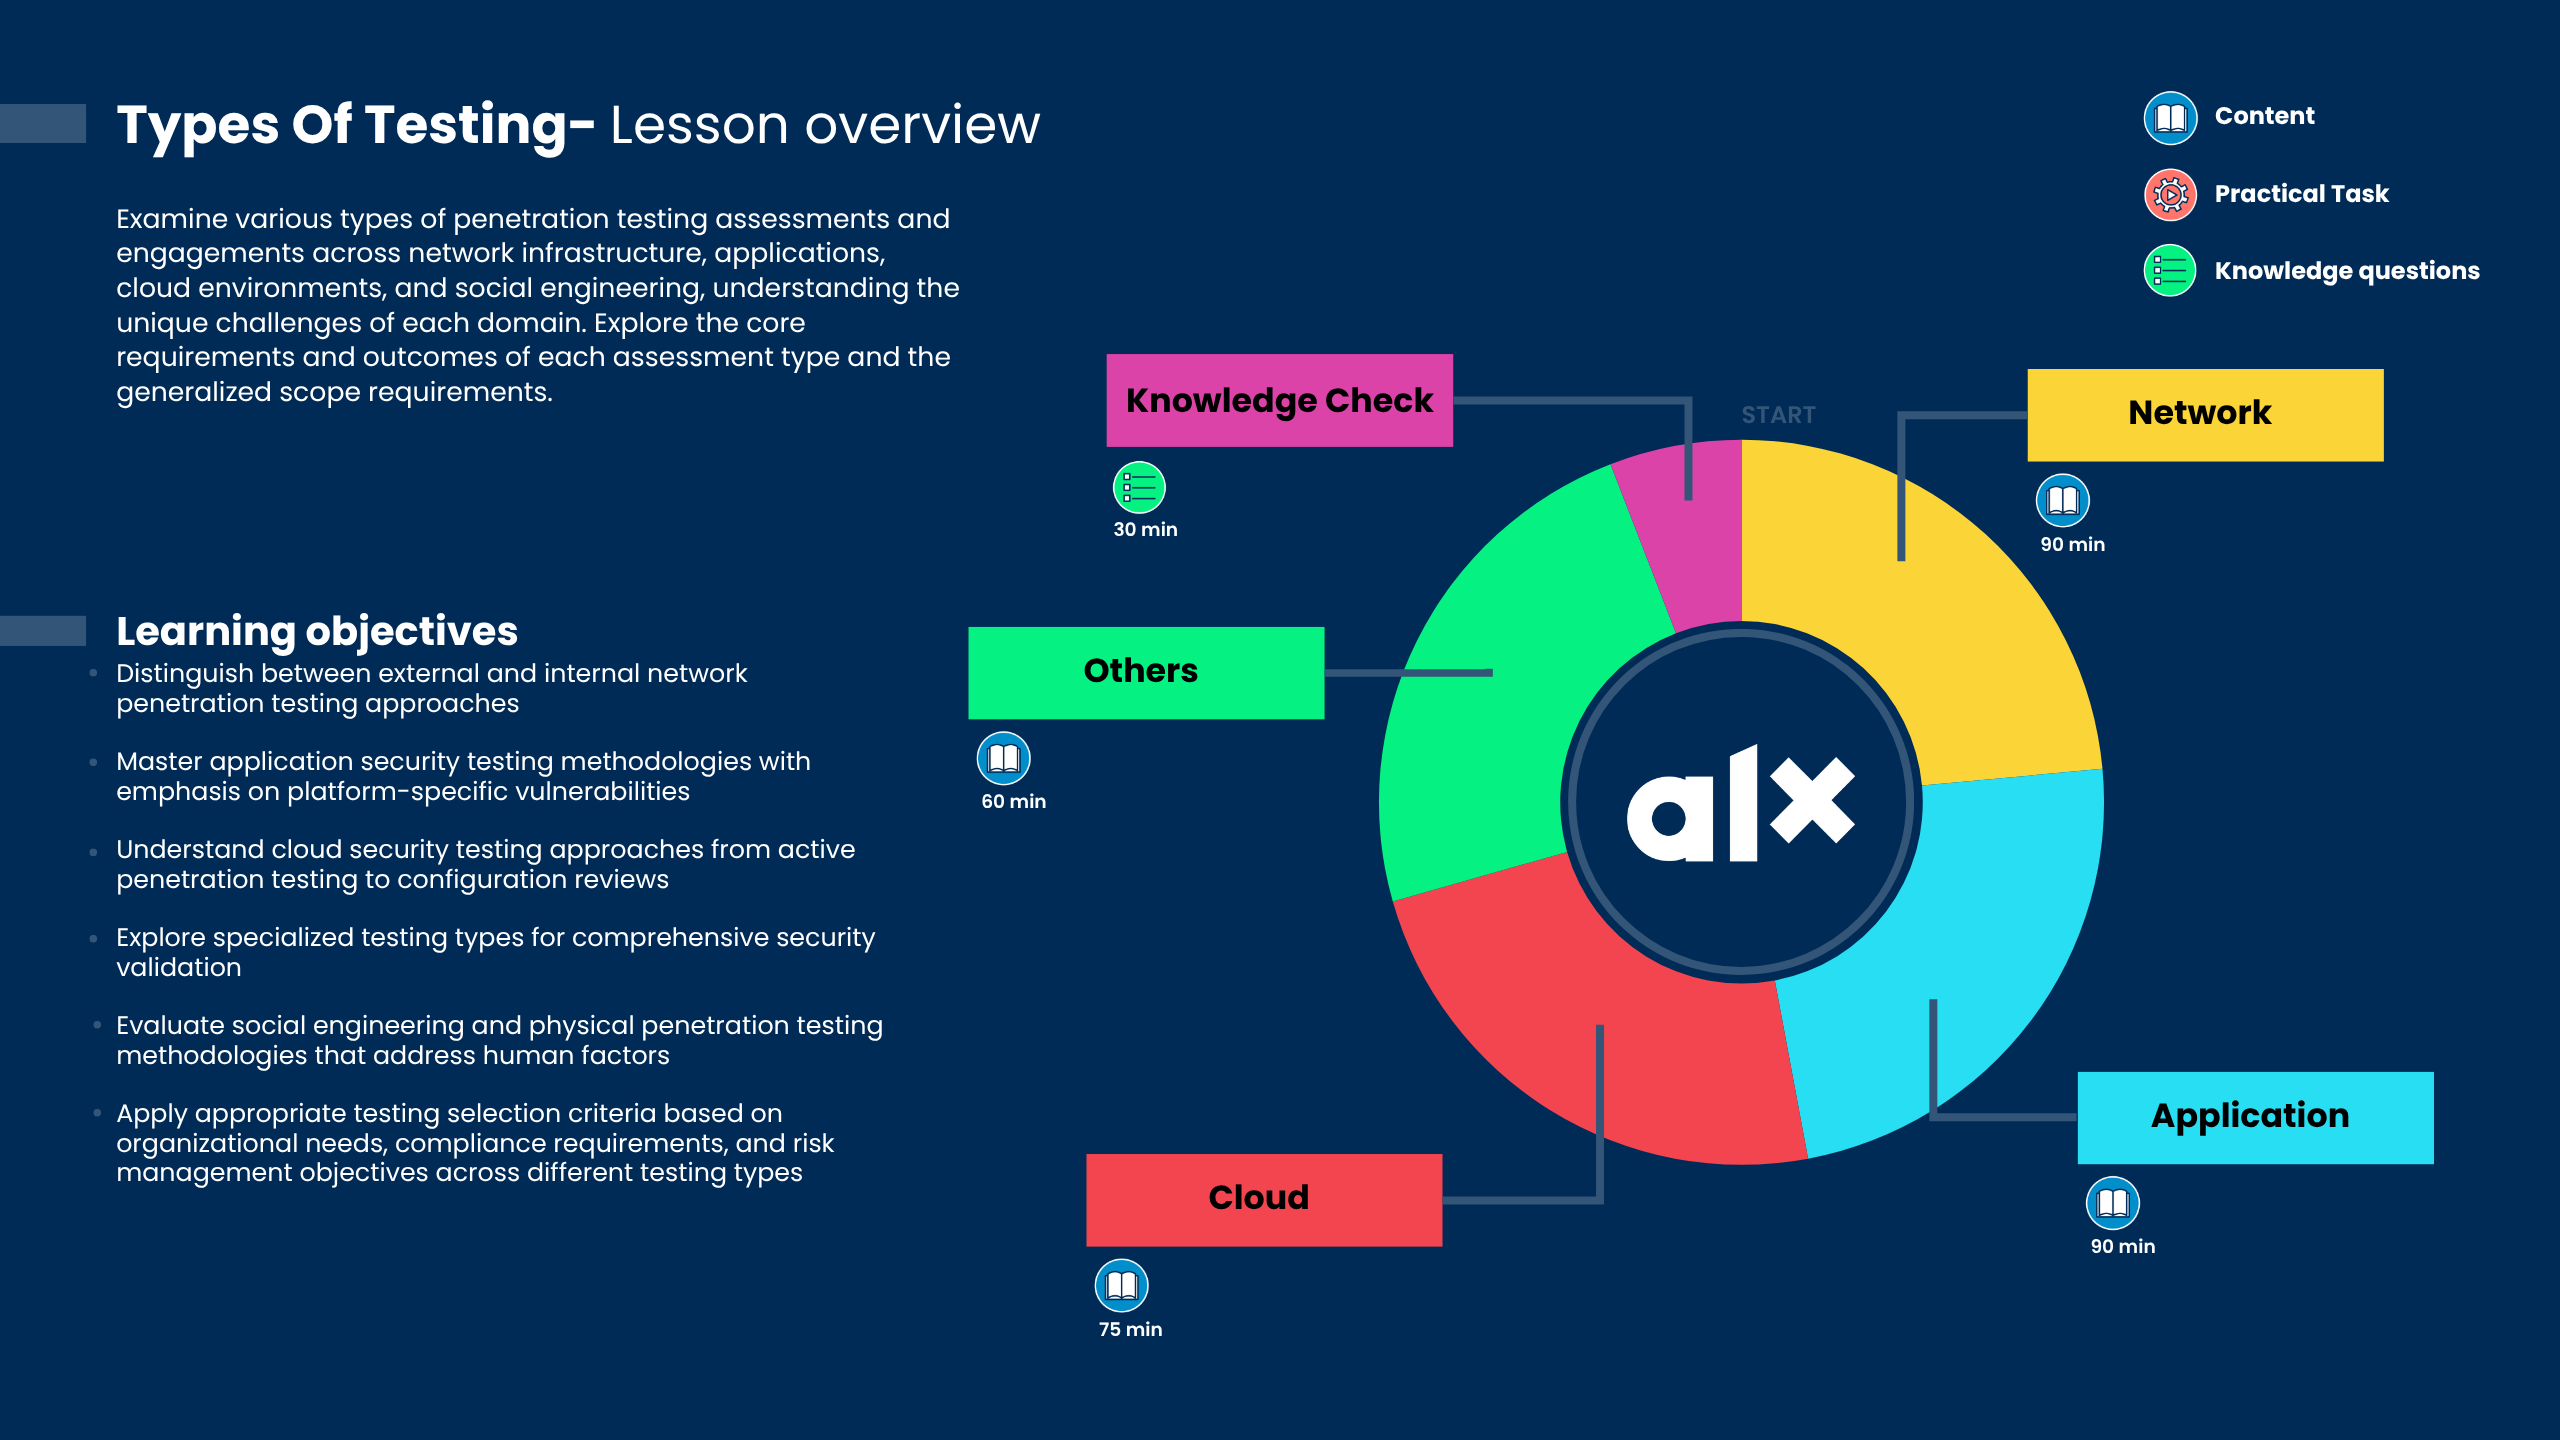 Types Of Testing- Lesson overview
Examine various types of penetration testing assessments and
engagements across network infrastructure, applications,
cloud environments, and social engineering, understanding the
unique challenges of each domain. Explore the core
requirements and outcomes of each assessment type and the
generalized scope requirements.
Learning objectives
Distinguish between external and internal network
penetration testing approaches
Master application security testing methodologies with
emphasis on platform-specific vulnerabilities
Understand cloud security testing approaches from active
penetration testing to configuration reviews
Explore specialized testing types for comprehensive security
validation
Evaluate social engineering and physical penetration testing
methodologies that address human factors
Apply appropriate testing selection criteria based on
organizational needs, compliance requirements, and risk
management objectives across different testing types
Content
Practical Task
Knowledge questions
START
Network
90 min
Application
90 min
Cloud
75 min
Others
60 min
Knowledge Check
30 min
alx